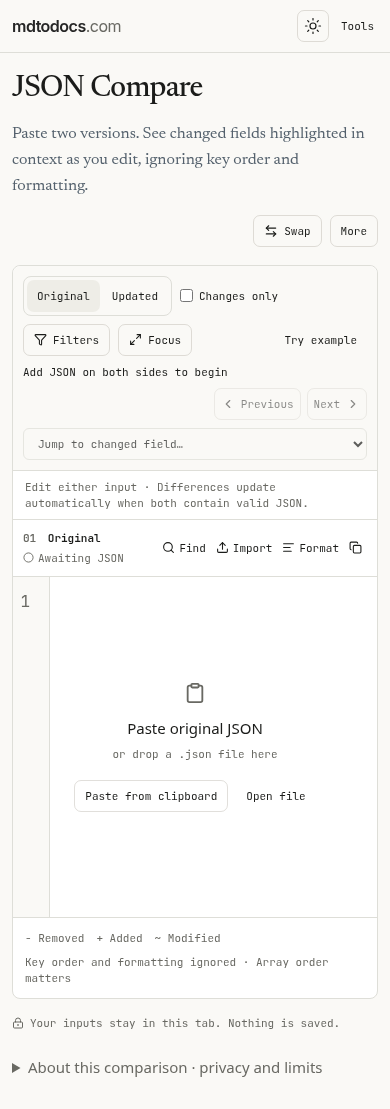 mdtodocs.com
Tools
JSON Compare
Paste two versions. See changed fields highlighted in
context as you edit, ignoring key order and
formatting.
Swap
More
Original
Updated
Changes only
Filters
Focus
Try example
Add JSON on both sides to begin
Previous
Next
Jump to changed field…
Edit either input · Differences update
automatically when both contain valid JSON.
01 Original
Awaiting JSON
Find
Import
Format
1
Paste original JSON
or drop a .json file here
Paste from clipboard
Open file
- Removed + Added ~ Modified
Key order and formatting ignored · Array order
matters
Your inputs stay in this tab. Nothing is saved.
About this comparison · privacy and limits